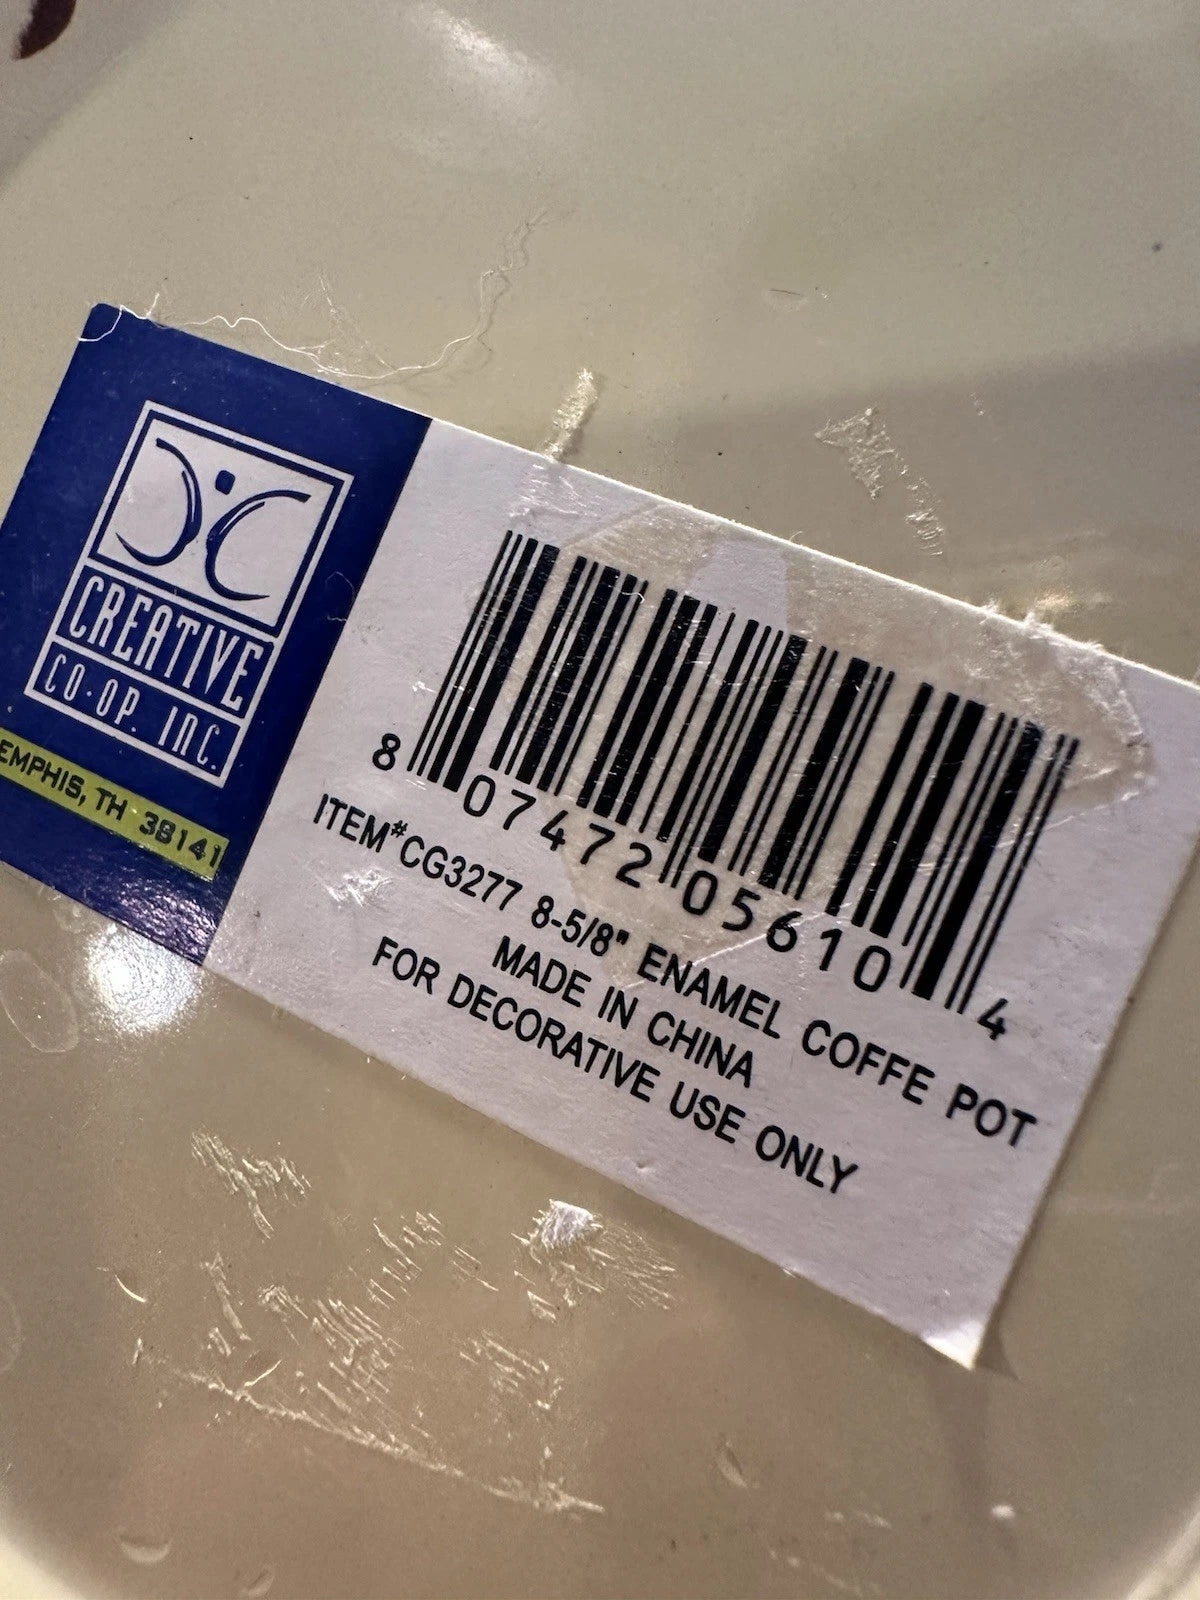 CREATIVE
CO-OP. INC.
EMPHIS, TH 38141
8 07472 05610 4
ITEM#CG3277 8-5/8" ENAMEL COFFE POT
MADE IN CHINA
FOR DECORATIVE USE ONLY